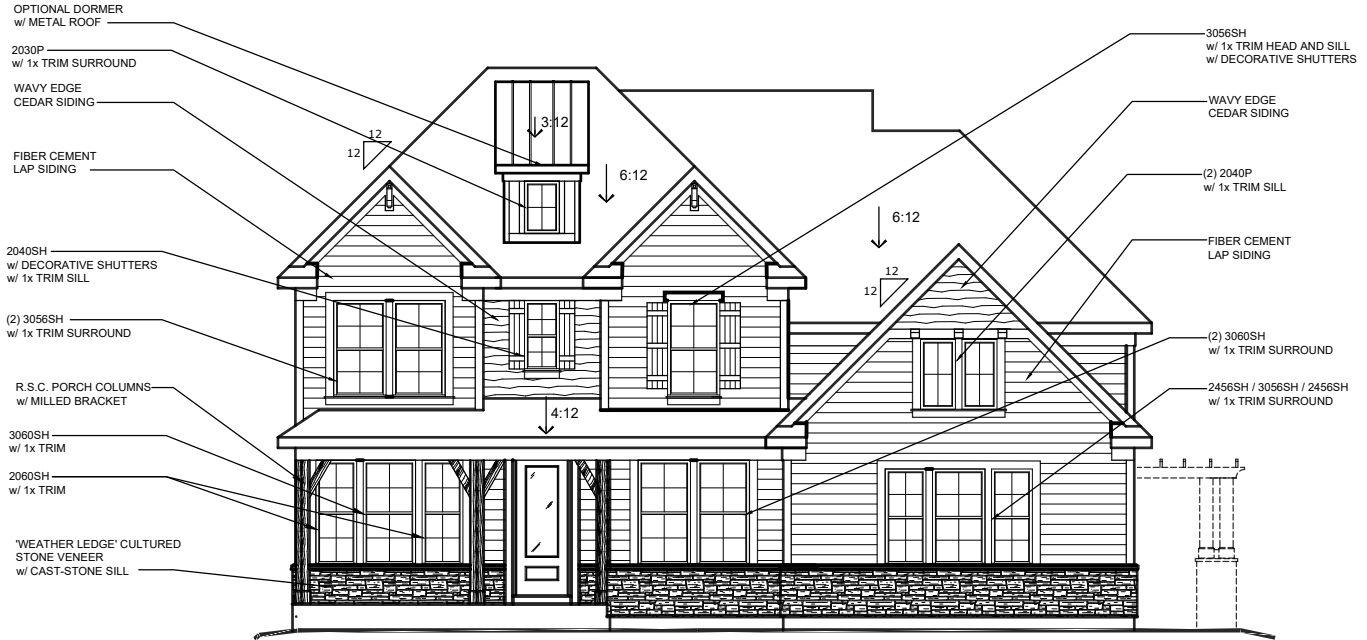 OPTIONAL DORMER
w/ METAL ROOF
2030P
w/ 1x TRIM SURROUND
WAVY EDGE
CEDAR SIDING
FIBER CEMENT
LAP SIDING
2040SH
w/ DECORATIVE SHUTTERS
w/ 1x TRIM SILL
(2) 3056SH
w/ 1x TRIM SURROUND
R.S.C. PORCH COLUMNS
w/ MILLED BRACKET
3060SH
w/ 1x TRIM
2060SH
w/ 1x TRIM
'WEATHER LEDGE' CULTURED
STONE VENEER
w/ CAST-STONE SILL
12
12
3:12
6:12
4:12
6:12
12
12
3056SH
w/ 1x TRIM HEAD AND SILL
w/ DECORATIVE SHUTTERS
WAVY EDGE
CEDAR SIDING
(2) 2040P
w/ 1x TRIM SILL
FIBER CEMENT
LAP SIDING
(2) 3060SH
w/ 1x TRIM SURROUND
2456SH / 3056SH / 2456SH
w/ 1x TRIM SURROUND